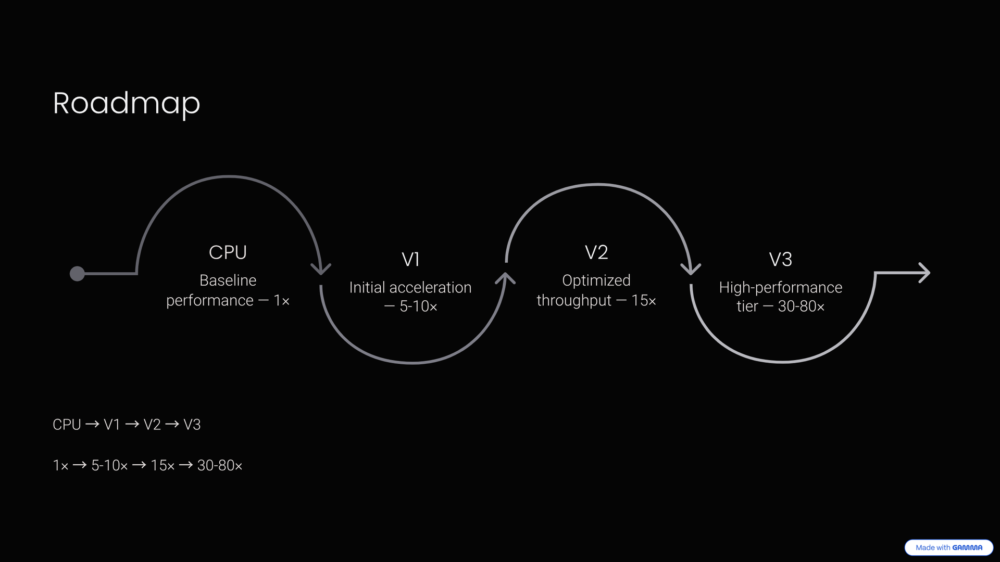 Roadmap
CPU
Baseline
performance — 1×
V1
Initial acceleration
— 5-10×
V2
Optimized
throughput — 15×
V3
High-performance
tier — 30-80×
CPU → V1 → V2 → V3
1× → 5-10× → 15× → 30-80×
Made with GAMMA